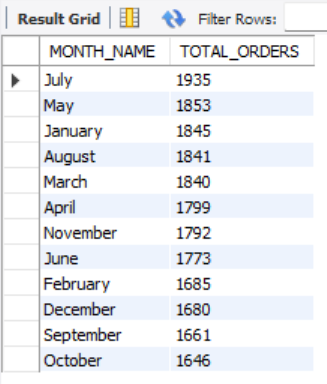 Result Grid Filter Rows:
MONTH_NAME TOTAL_ORDERS
July 1935
May 1853
January 1845
August 1841
March 1840
April 1799
November 1792
June 1773
February 1685
December 1680
September 1661
October 1646